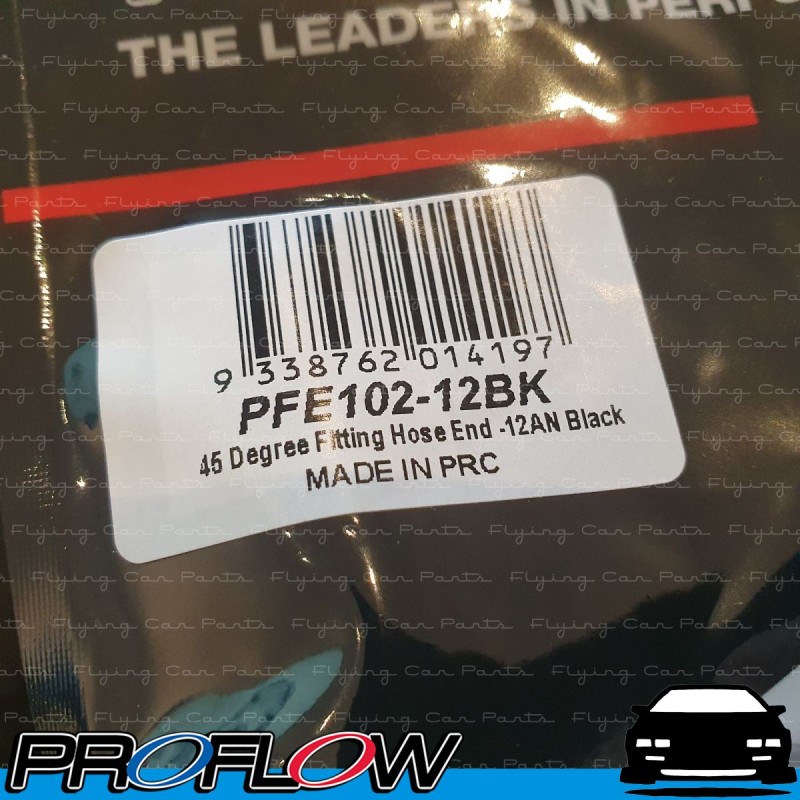 THE LEADERS IN PERFO
9 338762 014197
PFE102-12BK
45 Degree Fitting Hose End -12AN Black
MADE IN PRC
Flying Car Parts
PROFLOW